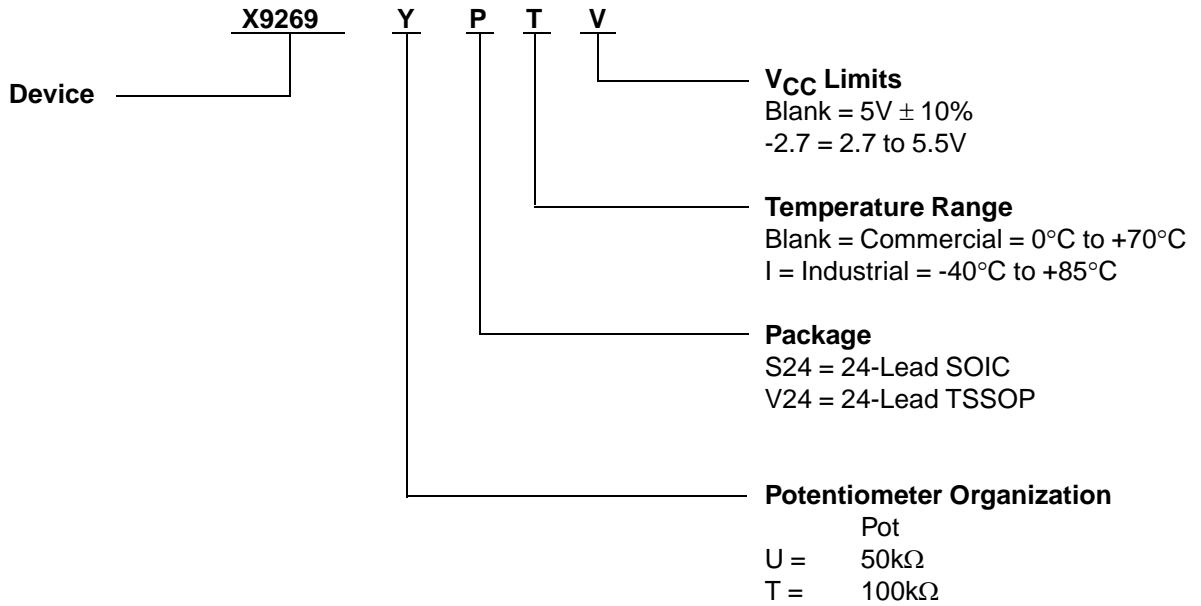 X9269 Y P T V
Device
VCC Limits
Blank = 5V ± 10%
-2.7 = 2.7 to 5.5V
Temperature Range
Blank = Commercial = 0°C to +70°C
I = Industrial = -40°C to +85°C
Package
S24 = 24-Lead SOIC
V24 = 24-Lead TSSOP
Potentiometer Organization
Pot
U = 50kΩ
T = 100kΩ